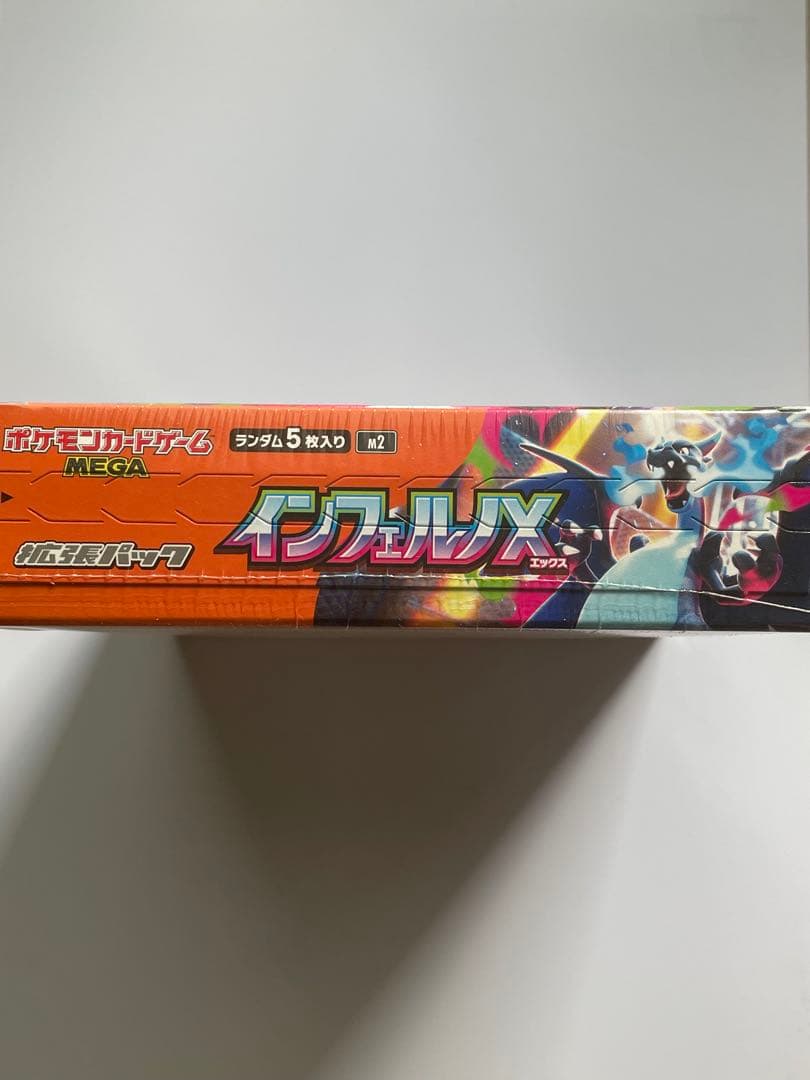 ポケモンカードゲーム
MEGA
ランダム5枚入り M2
拡張パック
インフェルノX
エックス